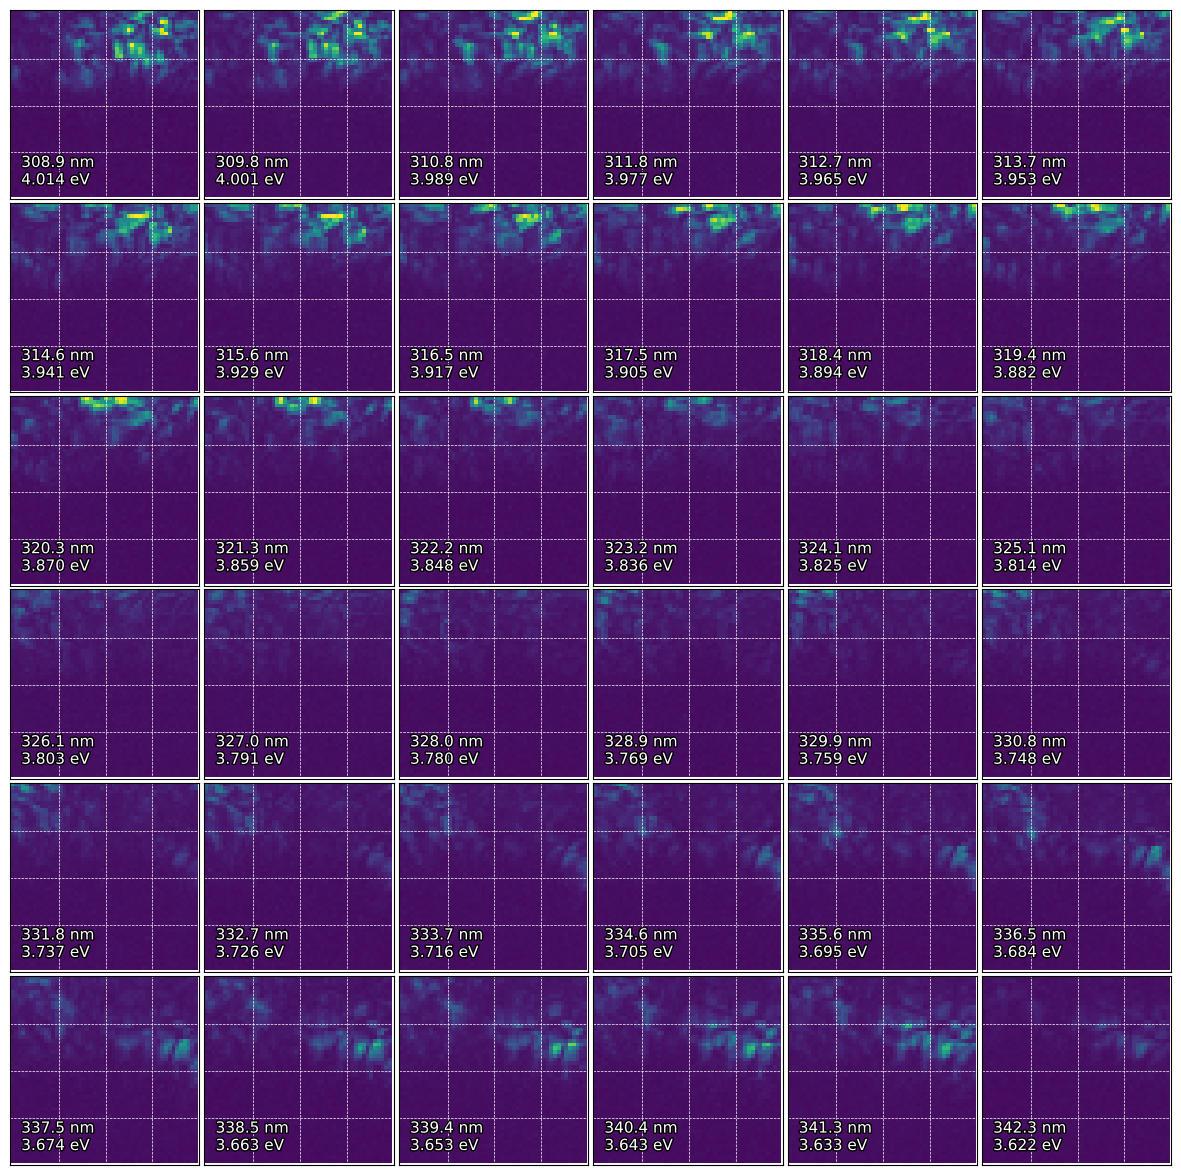 308.9 nm
4.014 eV
309.8 nm
4.001 eV
310.8 nm
3.989 eV
311.8 nm
3.977 eV
312.7 nm
3.965 eV
313.7 nm
3.953 eV
314.6 nm
3.941 eV
315.6 nm
3.929 eV
316.5 nm
3.917 eV
317.5 nm
3.905 eV
318.4 nm
3.894 eV
319.4 nm
3.882 eV
320.3 nm
3.870 eV
321.3 nm
3.859 eV
322.2 nm
3.848 eV
323.2 nm
3.836 eV
324.1 nm
3.825 eV
325.1 nm
3.814 eV
326.1 nm
3.803 eV
327.0 nm
3.791 eV
328.0 nm
3.780 eV
328.9 nm
3.769 eV
329.9 nm
3.759 eV
330.8 nm
3.748 eV
331.8 nm
3.737 eV
332.7 nm
3.726 eV
333.7 nm
3.716 eV
334.6 nm
3.705 eV
335.6 nm
3.695 eV
336.5 nm
3.684 eV
337.5 nm
3.674 eV
338.5 nm
3.663 eV
339.4 nm
3.653 eV
340.4 nm
3.643 eV
341.3 nm
3.633 eV
342.3 nm
3.622 eV